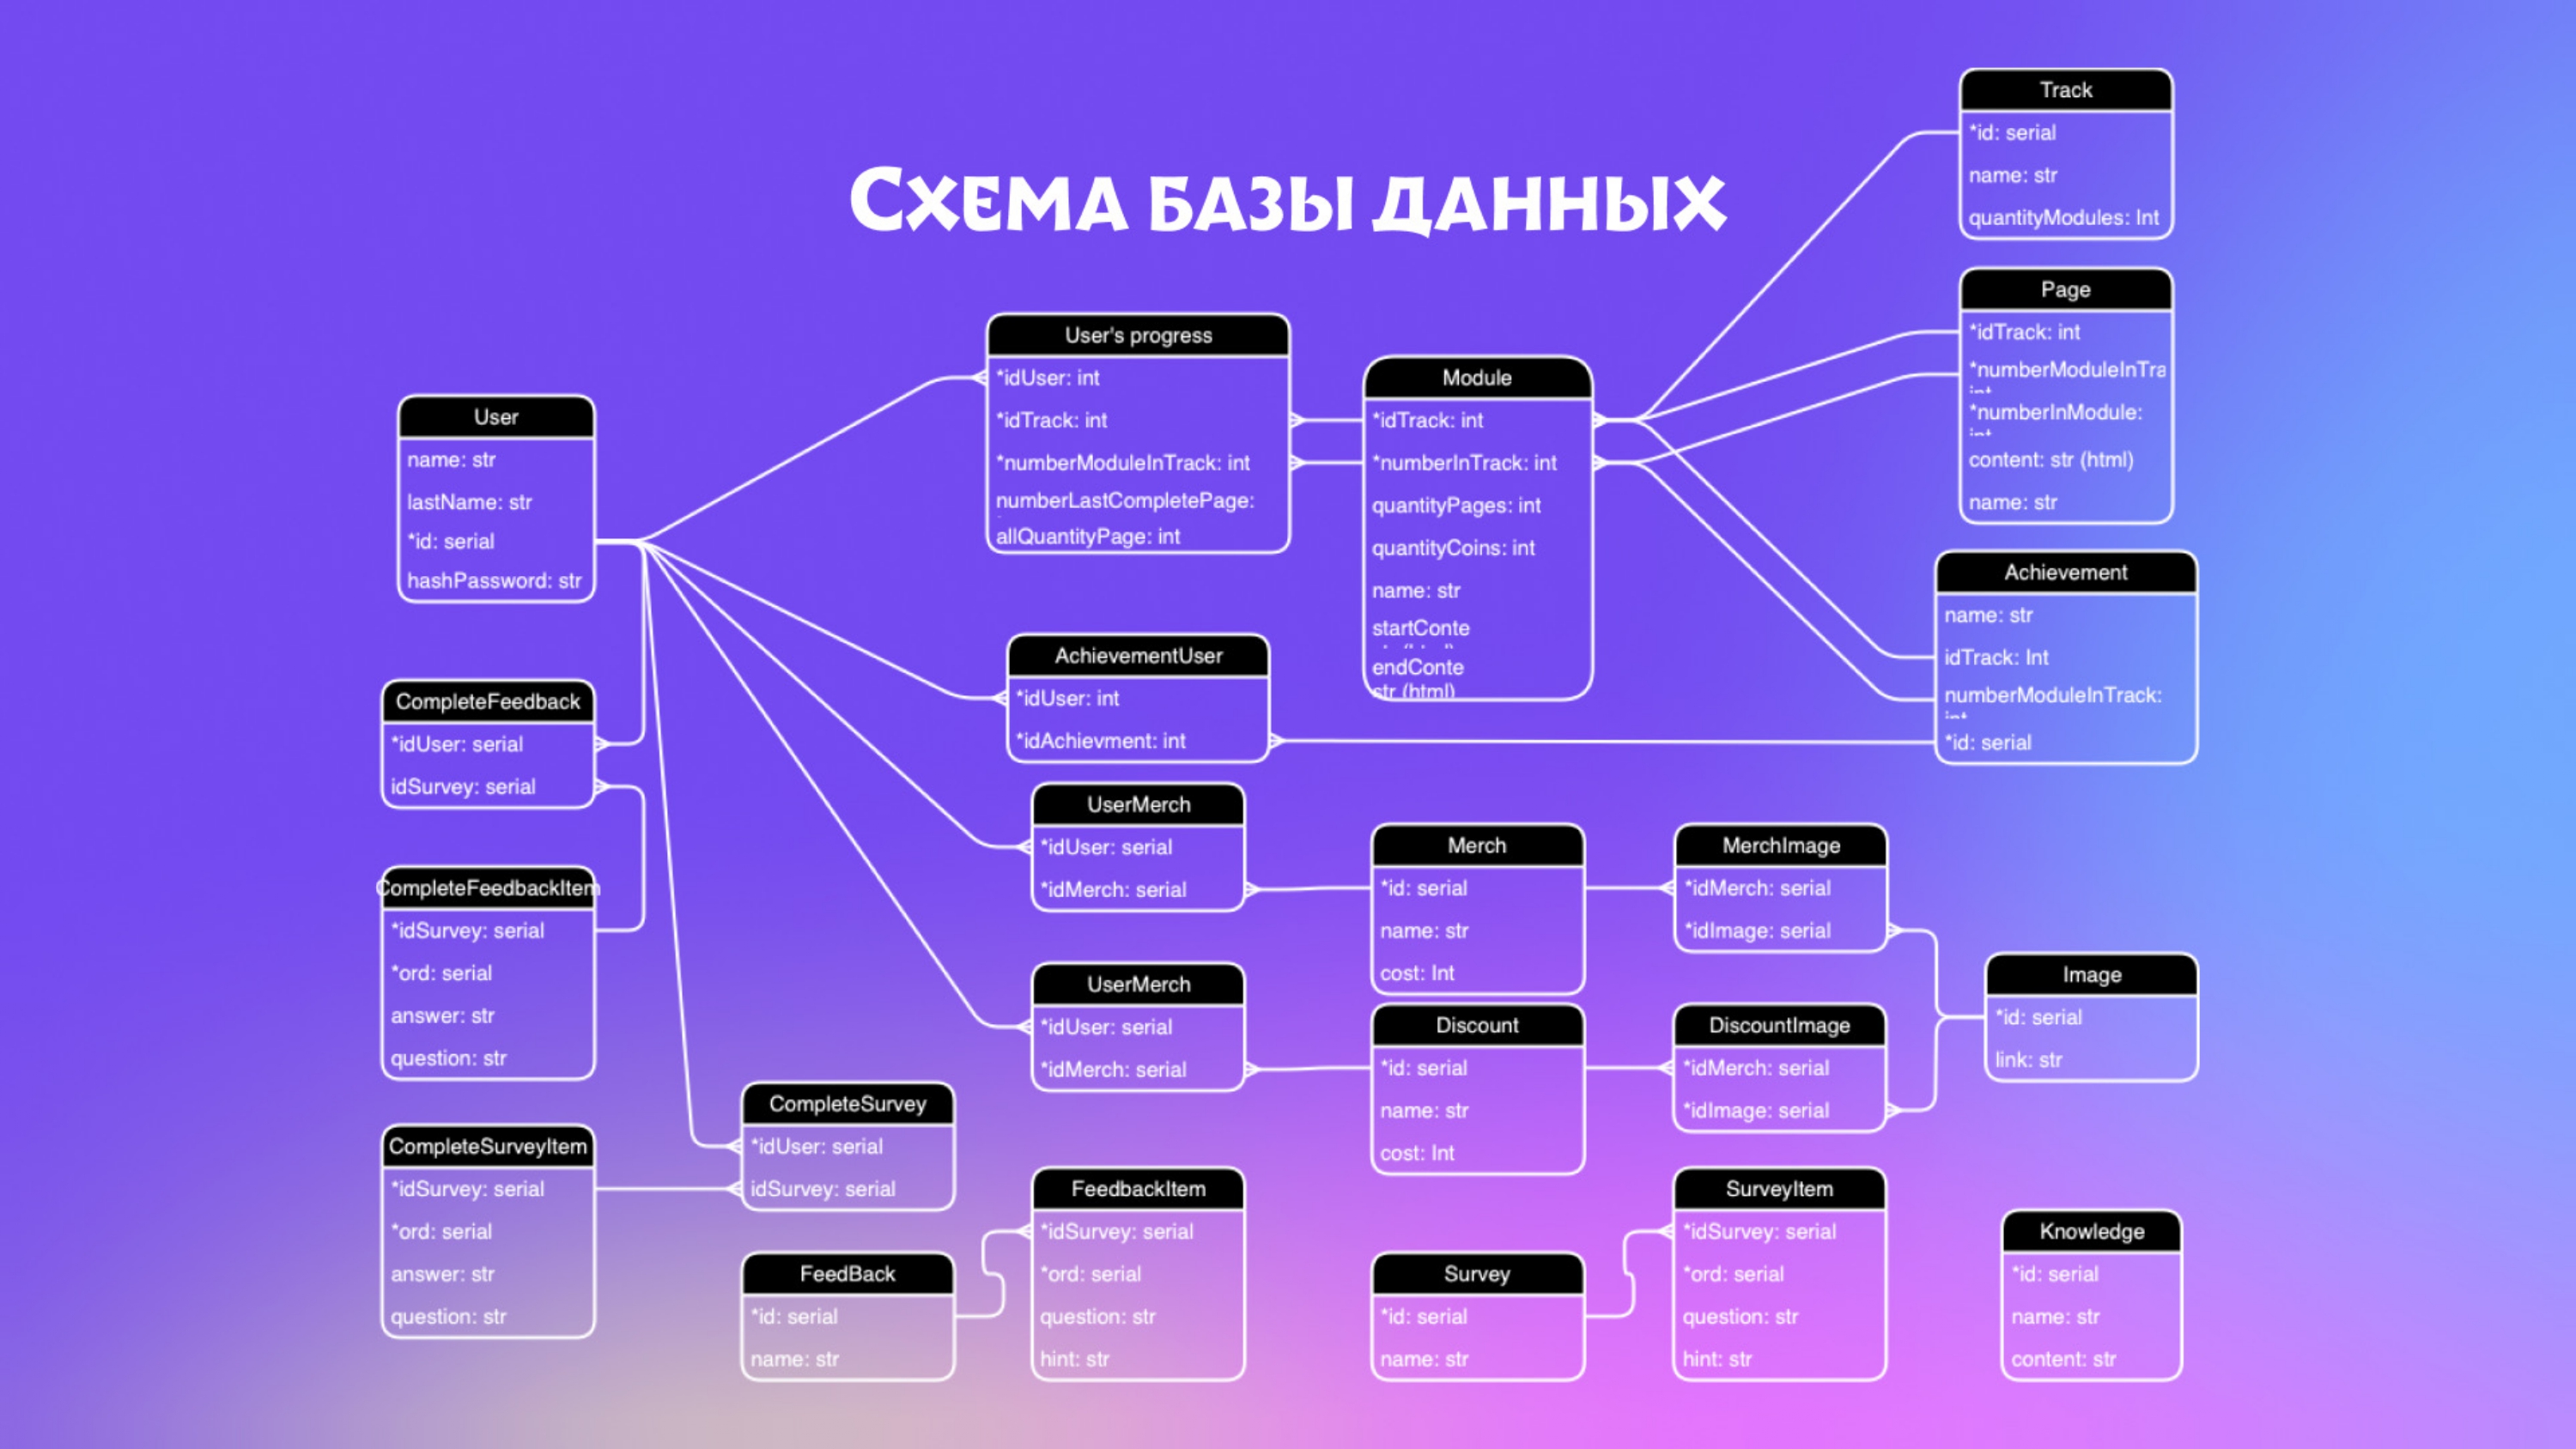 Схема базы данных
Track
*id: serial
name: str
quantityModules: Int
Page
*idTrack: int
*numberModuleInTra
*numberInModule:
content: str (html)
name: str
User's progress
*idUser: int
*idTrack: int
*numberModuleInTrack: int
numberLastCompletePage:
allQuantityPage: int
Module
*idTrack: int
*numberInTrack: int
quantityPages: int
quantityCoins: int
name: str
startConte
endConte
str (html)
User
name: str
lastName: str
*id: serial
hashPassword: str
Achievement
name: str
idTrack: Int
numberModuleInTrack:
*id: serial
AchievementUser
*idUser: int
*idAchievment: int
CompleteFeedback
*idUser: serial
idSurvey: serial
UserMerch
*idUser: serial
*idMerch: serial
Merch
*id: serial
name: str
cost: Int
MerchImage
*idMerch: serial
*idImage: serial
CompleteFeedbackItem
*idSurvey: serial
*ord: serial
answer: str
question: str
UserMerch
*idUser: serial
*idMerch: serial
Discount
*id: serial
name: str
cost: Int
DiscountImage
*idMerch: serial
*idImage: serial
Image
*id: serial
link: str
CompleteSurvey
*idUser: serial
idSurvey: serial
CompleteSurveyItem
*idSurvey: serial
*ord: serial
answer: str
question: str
FeedBack
*id: serial
name: str
FeedbackItem
*idSurvey: serial
*ord: serial
question: str
hint: str
Survey
*id: serial
name: str
SurveyItem
*idSurvey: serial
*ord: serial
question: str
hint: str
Knowledge
*id: serial
name: str
content: str